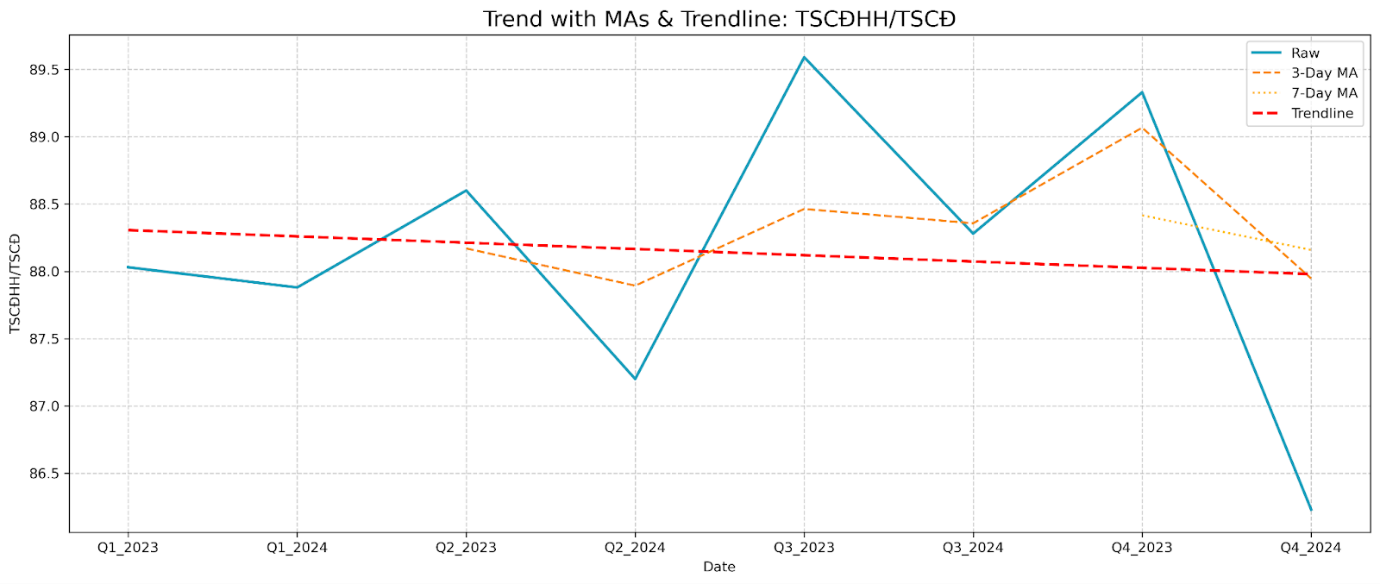 Trend with MAs & Trendline: TSCĐHH/TSCĐ
Raw
3-Day MA
7-Day MA
Trendline
TSCĐHH/TSCĐ
89.5
89.0
88.5
88.0
87.5
87.0
86.5
Q1_2023 Q1_2024 Q2_2023 Q2_2024 Q3_2023 Q3_2024 Q4_2023 Q4_2024
Date